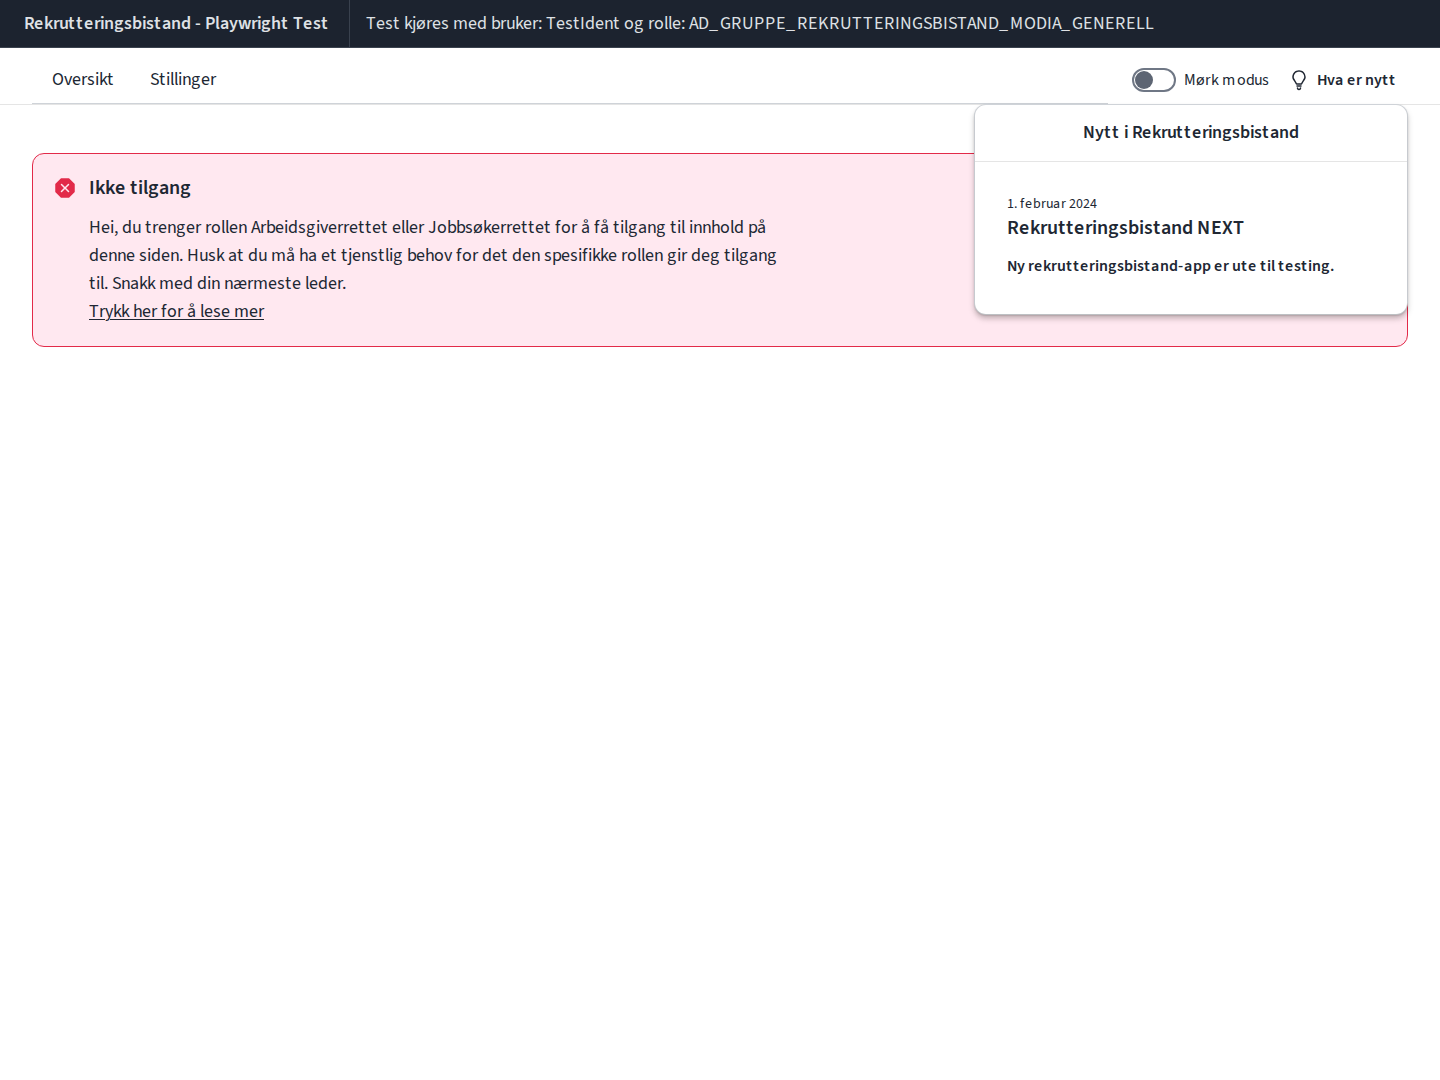 Rekrutteringsbistand - Playwright Test
Test kjøres med bruker: TestIdent og rolle: AD_GRUPPE_REKRUTTERINGSBISTAND_MODIA_GENERELL
Oversikt
Stillinger
Mørk modus
Hva er nytt
Nytt i Rekrutteringsbistand
1. februar 2024
Rekrutteringsbistand NEXT
Ny rekrutteringsbistand-app er ute til testing.
Ikke tilgang
Hei, du trenger rollen Arbeidsgiverrettet eller Jobbsøkerrettet for å få tilgang til innhold på
denne siden. Husk at du må ha et tjenstlig behov for det den spesifikke rollen gir deg tilgang
til. Snakk med din nærmeste leder.
Trykk her for å lese mer